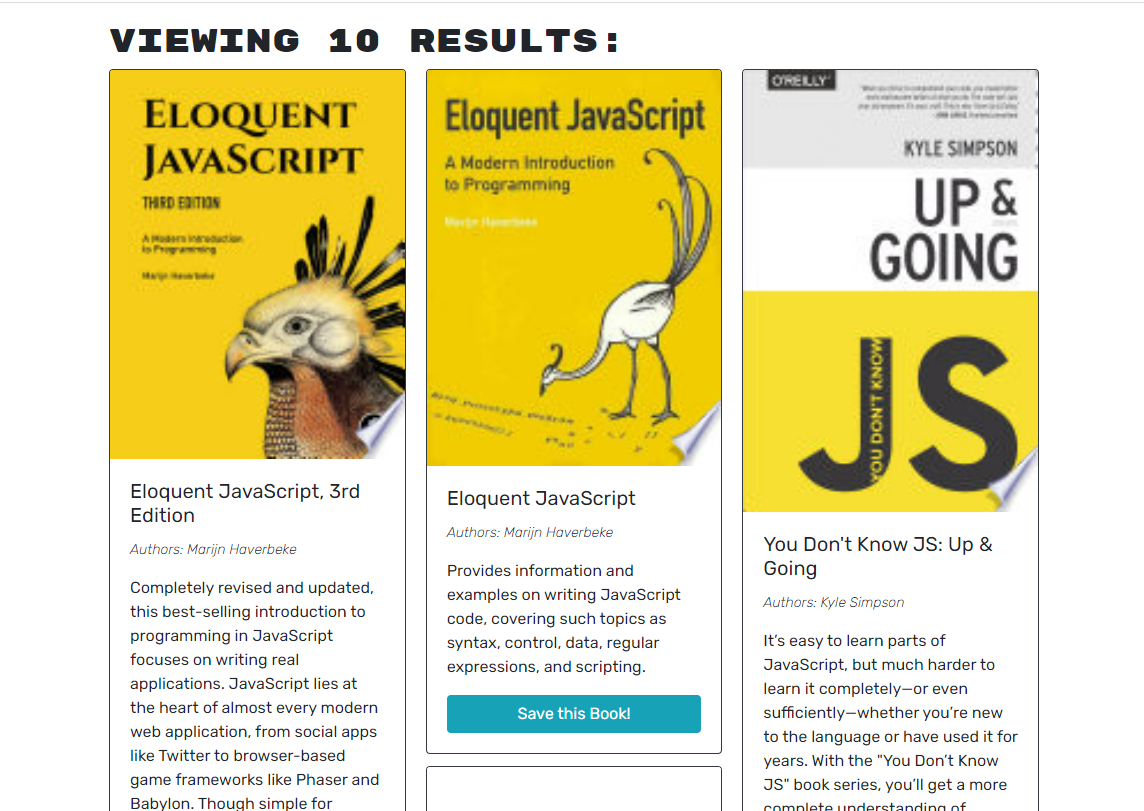 VIEWING 10 RESULTS:
ELOQUENT
JAVASCRIPT
THIRD EDITION
A Modern Introduction
to Programming
Marijn Haverbeke
Eloquent JavaScript, 3rd
Edition
Authors: Marijn Haverbeke
Completely revised and updated,
this best-selling introduction to
programming in JavaScript
focuses on writing real
applications. JavaScript lies at
the heart of almost every modern
web application, from social apps
like Twitter to browser-based
game frameworks like Phaser and
Babylon. Though simple for
Eloquent JavaScript
A Modern Introduction
to Programming
Marijn Haverbeke
Eloquent JavaScript
Authors: Marijn Haverbeke
Provides information and
examples on writing JavaScript
code, covering such topics as
syntax, control, data, regular
expressions, and scripting.
Save this Book!
O'REILLY
KYLE SIMPSON
UP &
GOING
YOU DON'T KNOW
JS
You Don't Know JS: Up &
Going
Authors: Kyle Simpson
It’s easy to learn parts of
JavaScript, but much harder to
learn it completely—or even
sufficiently—whether you’re new
to the language or have used it for
years. With the "You Don’t Know
JS" book series, you’ll get a more
complete understanding of